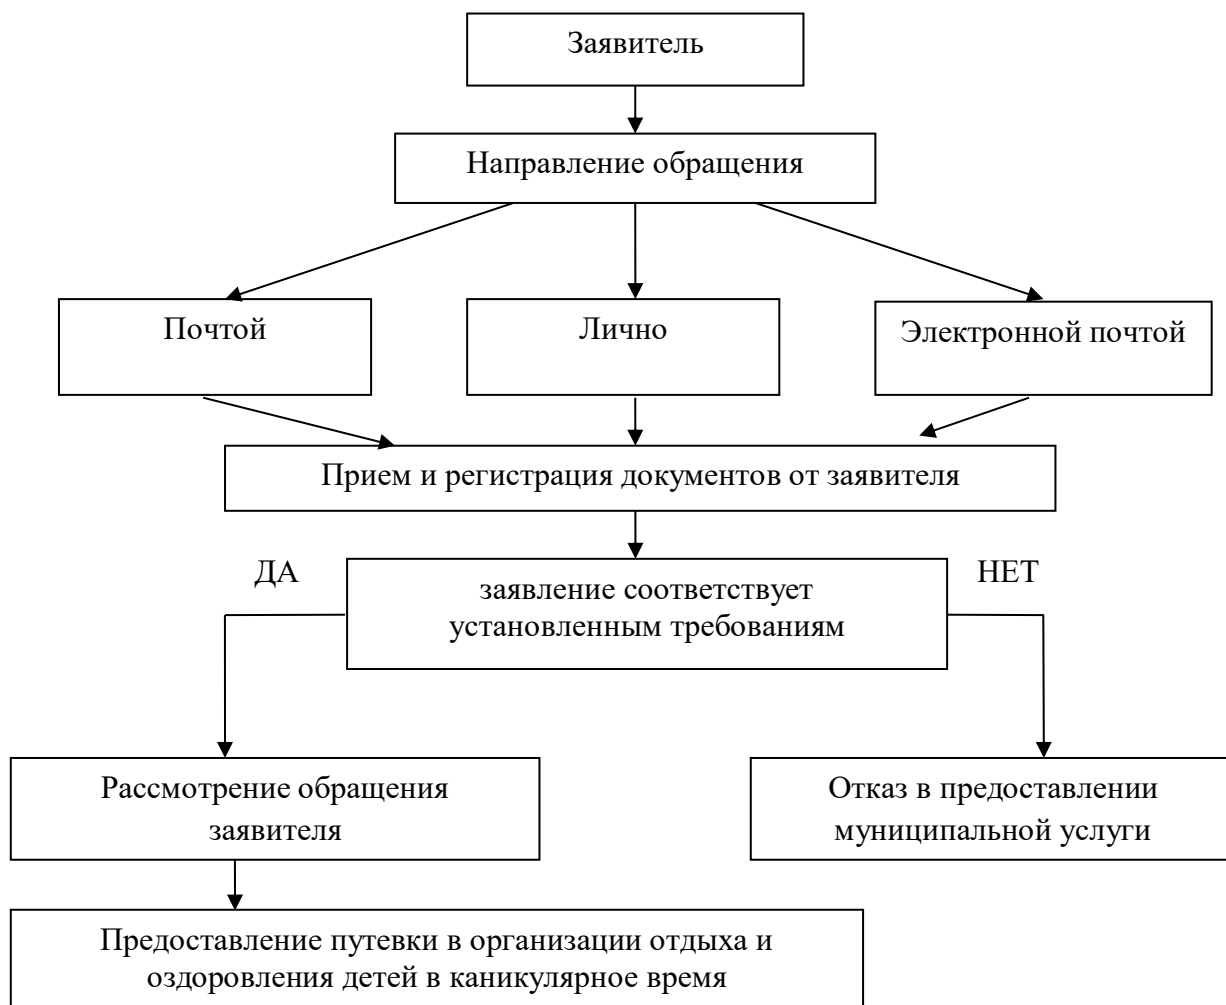 Заявитель
Направление обращения
Почтой
Лично
Электронной почтой
Прием и регистрация документов от заявителя
ДА
заявление соответствует
установленным требованиям
НЕТ
Рассмотрение обращения
заявителя
Отказ в предоставлении
муниципальной услуги
Предоставление путевки в организации отдыха и
оздоровления детей в каникулярное время